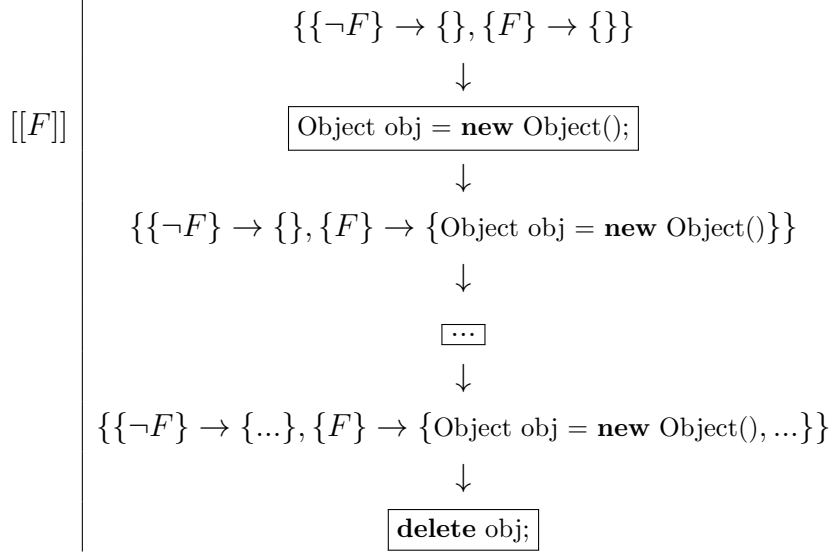 {{¬F} → {}, {F} → {}}
↓
[[F]] Object obj = new Object();
↓
{{¬F} → {}, {F} → {Object obj = new Object()}}
↓
...
↓
{{¬F} → {...}, {F} → {Object obj = new Object(), ...}}
↓
delete obj;